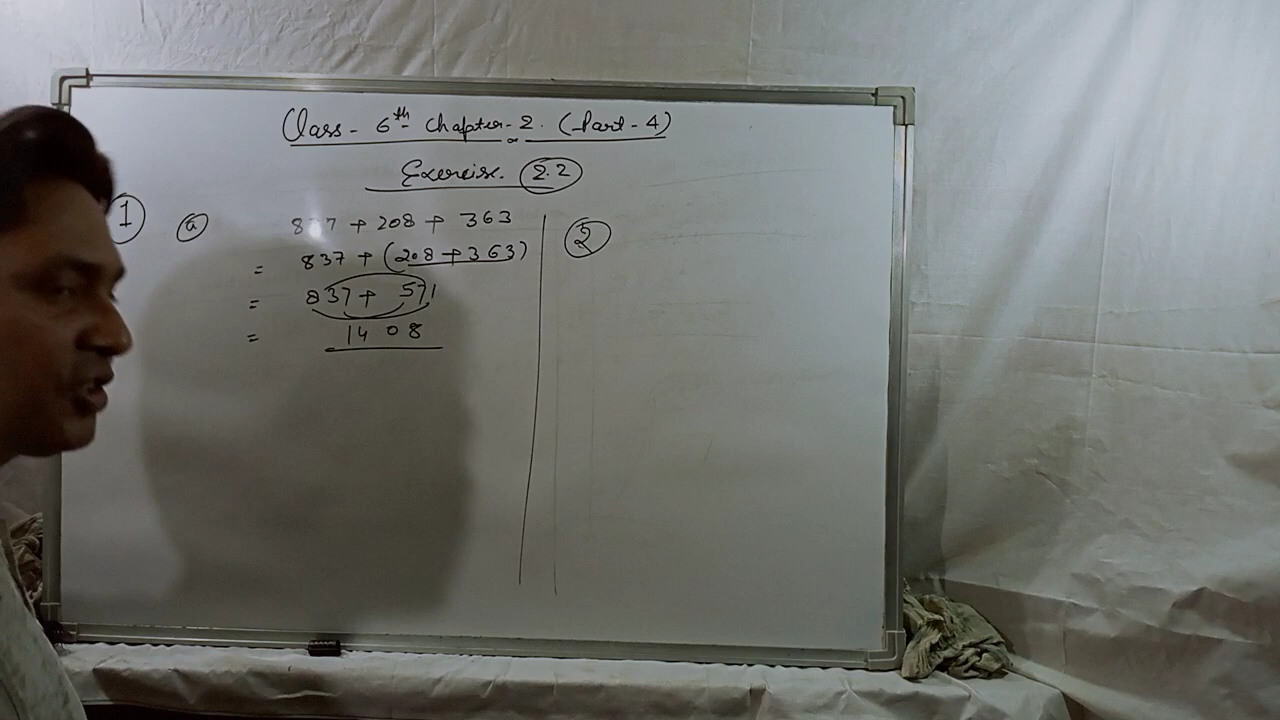 Class - 6th Chapter - 2. (Part - 4)
Exercise. 2.2
1 a 8 7 + 208 + 363
= 837 + (208 + 363)
= 837 + 571
= 1408
2